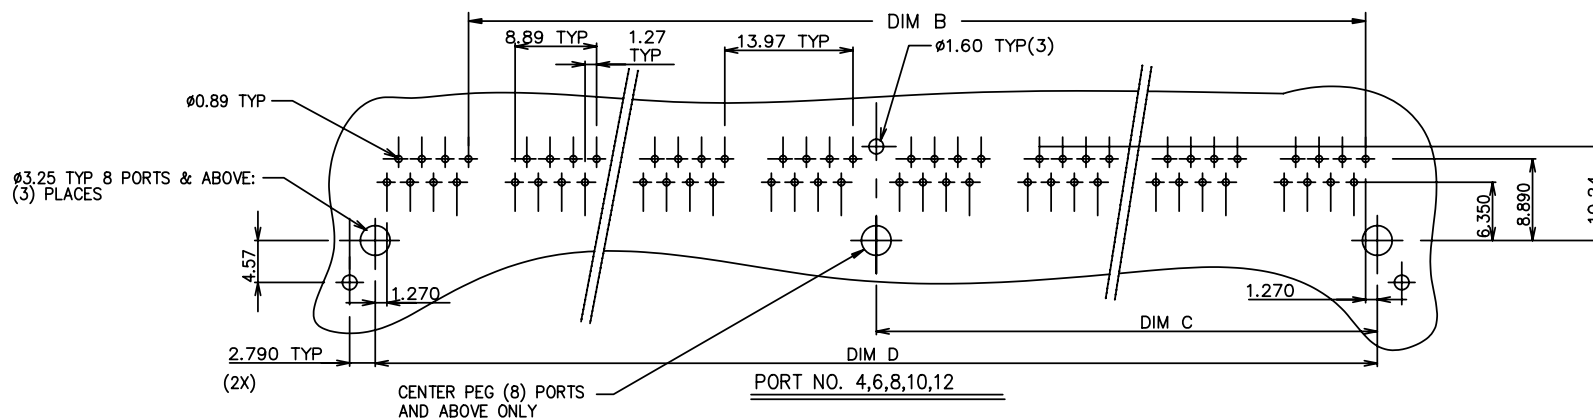 DIM B
8.89 TYP
1.27
TYP
13.97 TYP
ø1.60 TYP(3)
ø0.89 TYP
ø3.25 TYP 8 PORTS & ABOVE:
(3) PLACES
6.350
8.890
4.57
1.270
1.270
DIM C
2.790 TYP
(2X)
DIM D
CENTER PEG (8) PORTS
AND ABOVE ONLY
PORT NO. 4,6,8,10,12